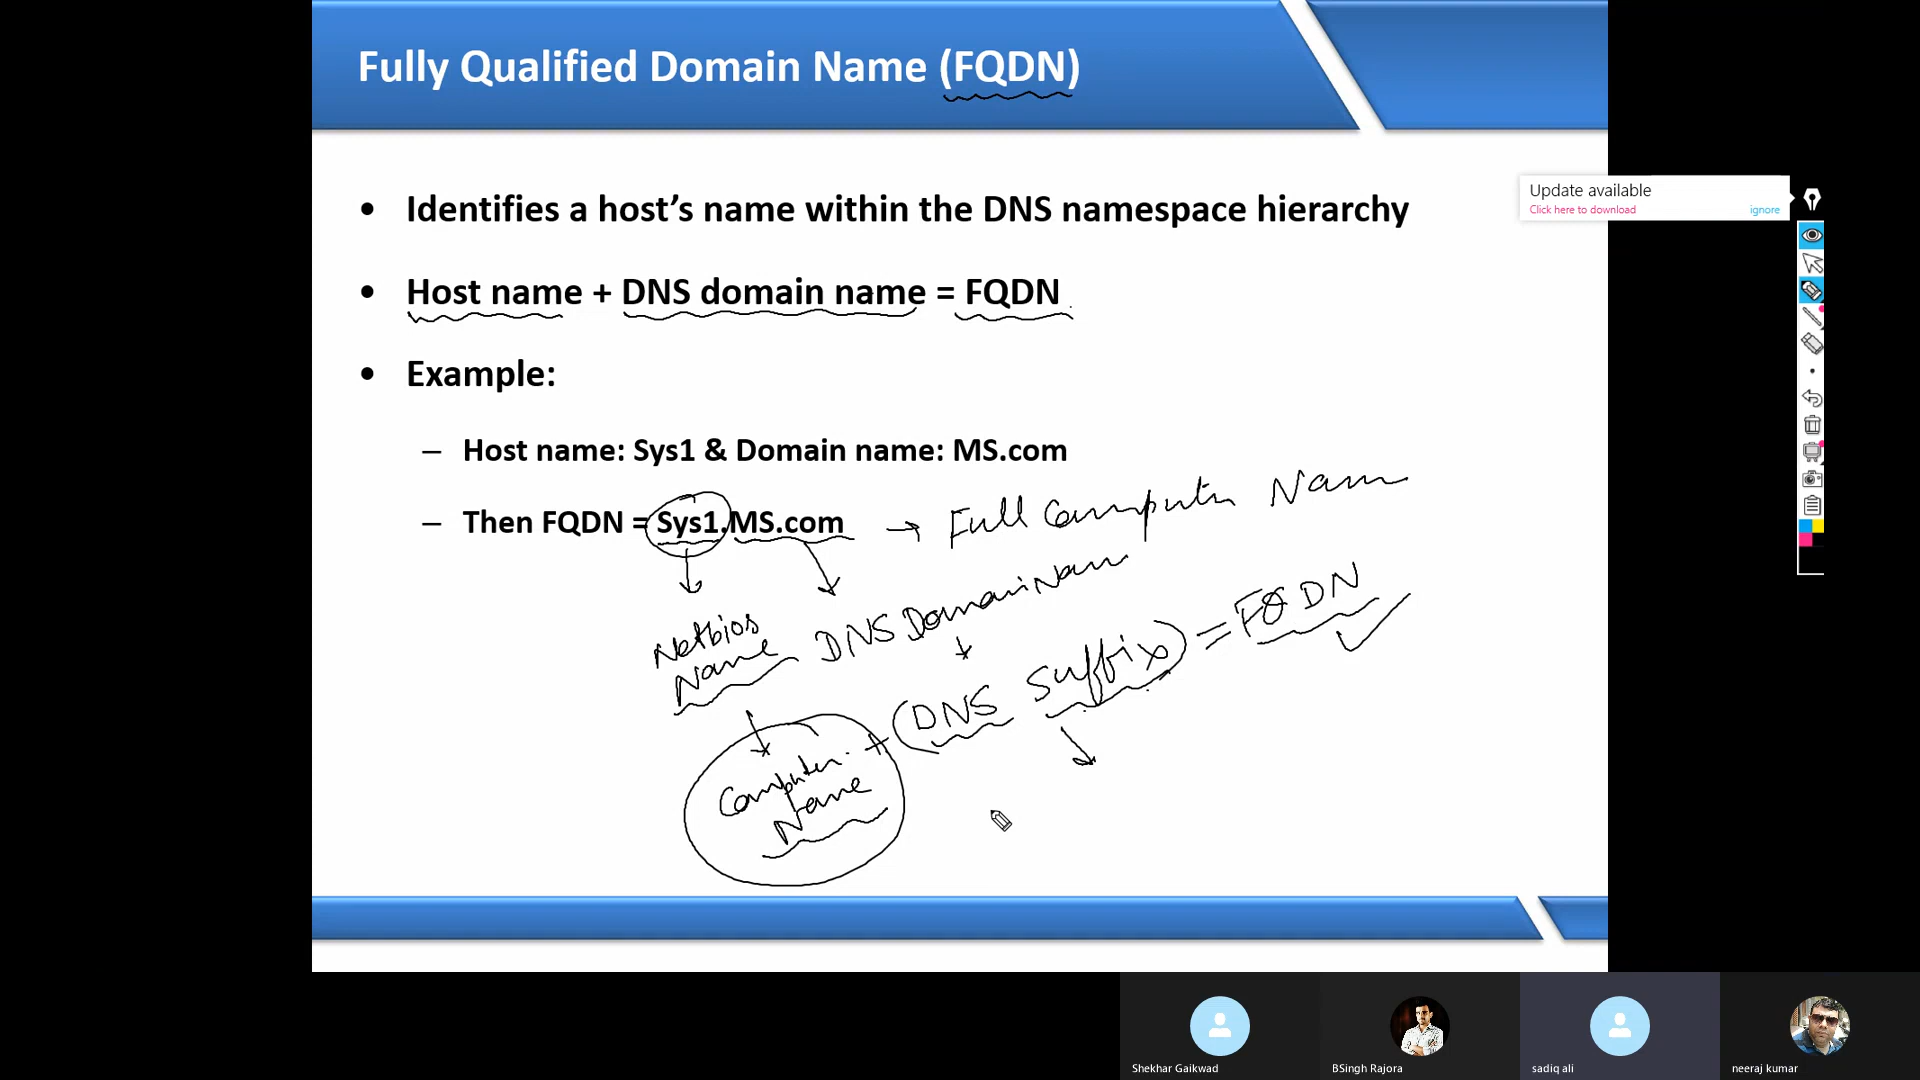 Fully Qualified Domain Name (FQDN)
Update available
Click here to download ignore
• Identifies a host’s name within the DNS namespace hierarchy
• Host name + DNS domain name = FQDN
• Example:
– Host name: Sys1 & Domain name: MS.com
– Then FQDN = Sys1.MS.com → Full Computer Name
Netbios
Name
DNS Domain Name
(DNS Suffix) = FQDN
Computer +
Name
Shekhar Gaikwad
BSingh Rajora
sadiq ali
neeraj kumar